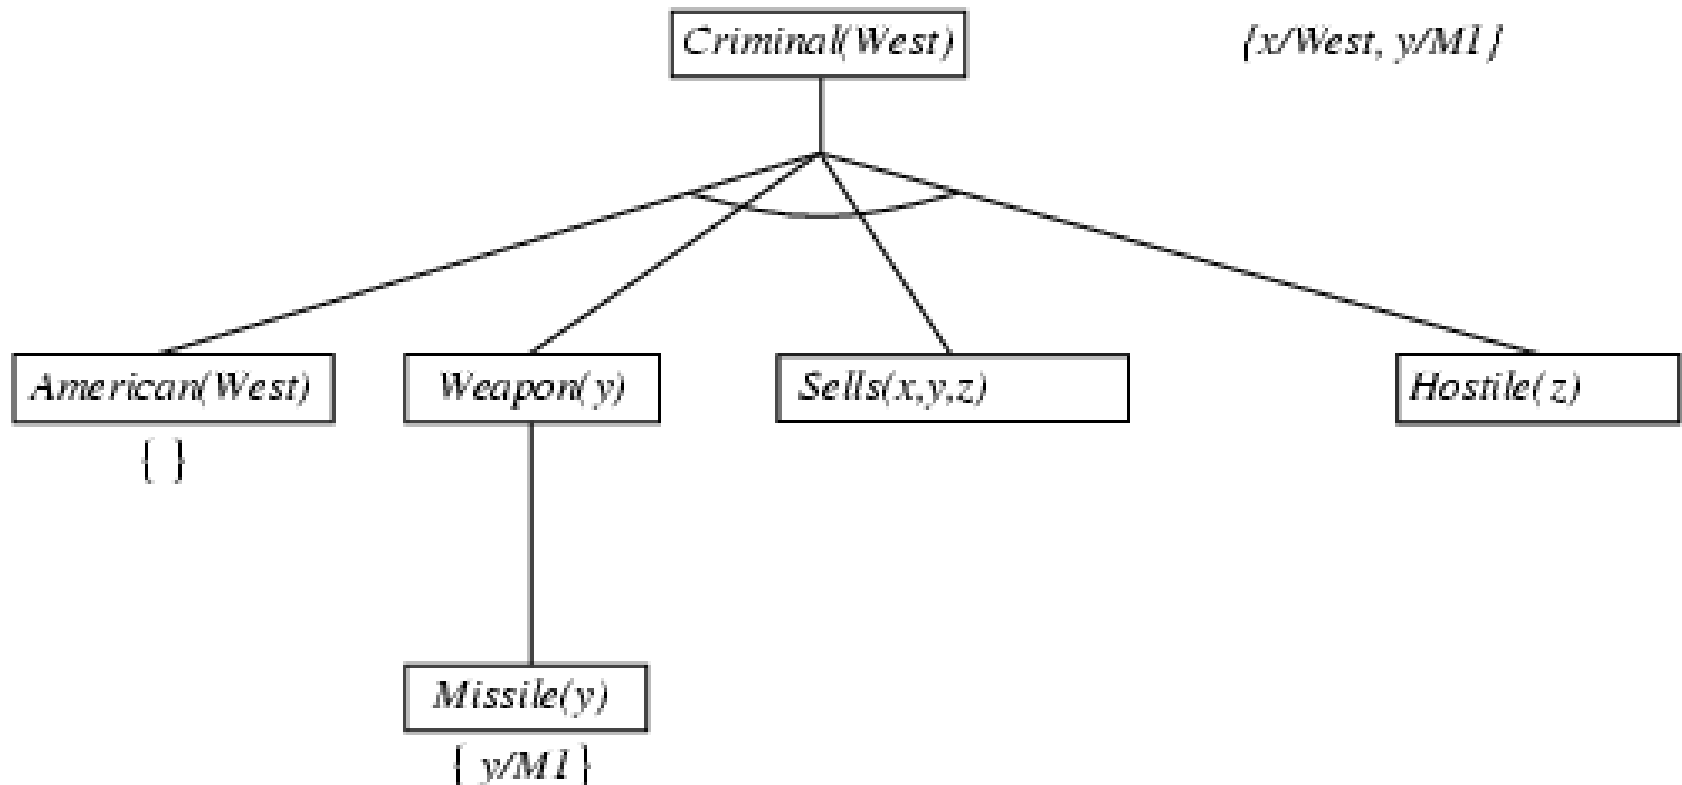 Criminal(West)
{x/West, y/M1}
American(West)
Weapon(y)
Sells(x,y,z)
Hostile(z)
{ }
Missile(y)
{ y/M1 }